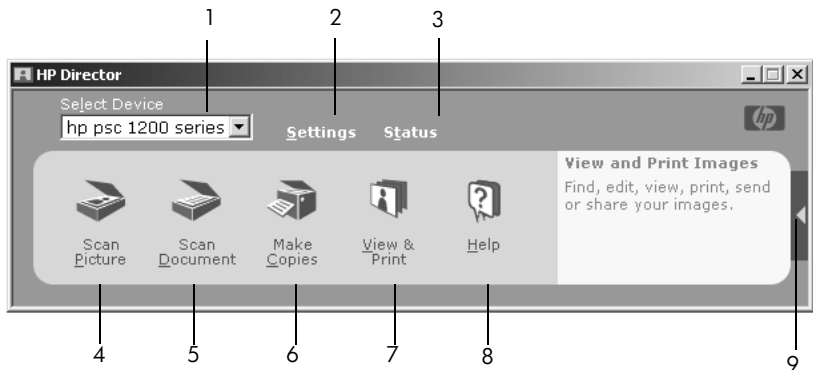 1 2 3
HP Director
Select Device
hp psc 1200 series
Settings Status
hp
View and Print Images
Find, edit, view, print, send
or share your images.
Scan
Picture
Scan
Document
Make
Copies
View &
Print
Help
4 5 6 7 8 9